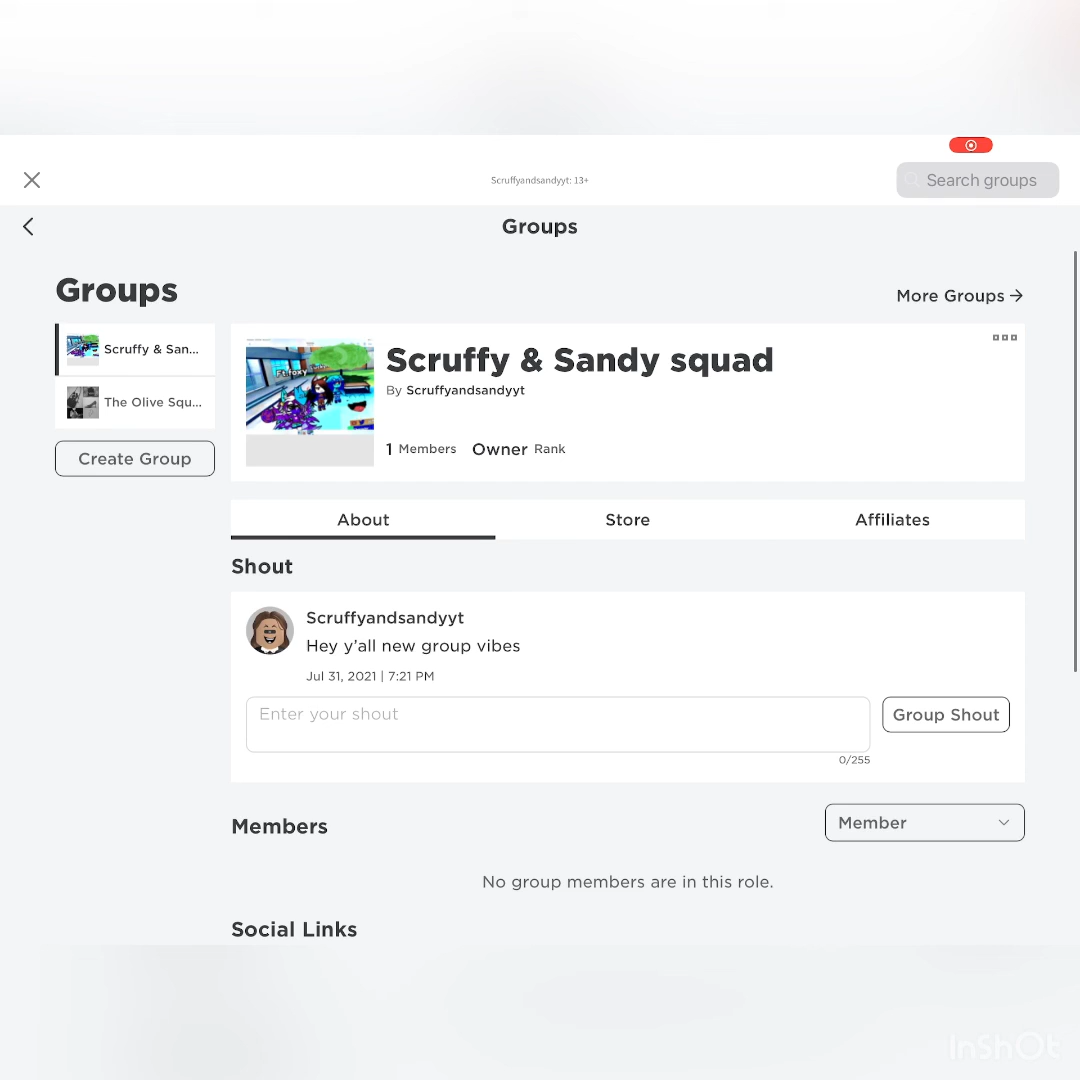 Scruffyandsandyyt: 13+
Search groups
Groups
Groups
More Groups →
Scruffy & San...
The Olive Squ...
Create Group
Ft.foxy
Scruffy & Sandy squad
By Scruffyandsandyyt
1 Members Owner Rank
About Store Affiliates
Shout
Scruffyandsandyyt
Hey y’all new group vibes
Jul 31, 2021 | 7:21 PM
Enter your shout
Group Shout
0/255
Members
Member
No group members are in this role.
Social Links
InShOt